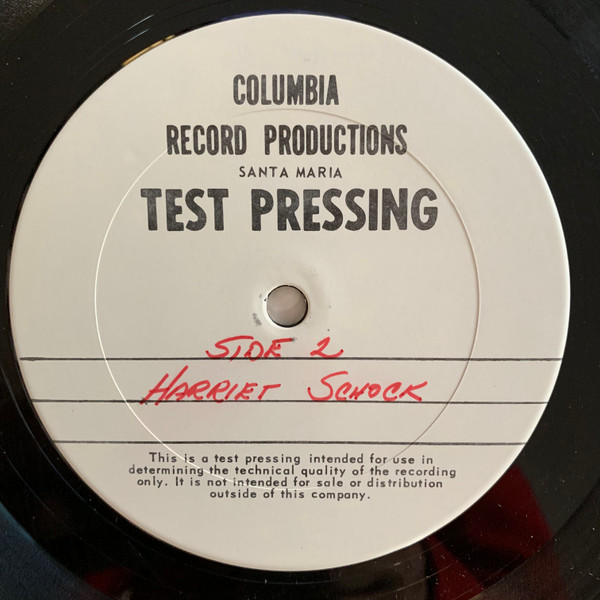 COLUMBIA
RECORD PRODUCTIONS
SANTA MARIA
TEST PRESSING
SIDE 2
HARRIET SCHOCK
This is a test pressing intended for use in
determining the technical quality of the recording
only. It is not intended for sale or distribution
outside of this company.